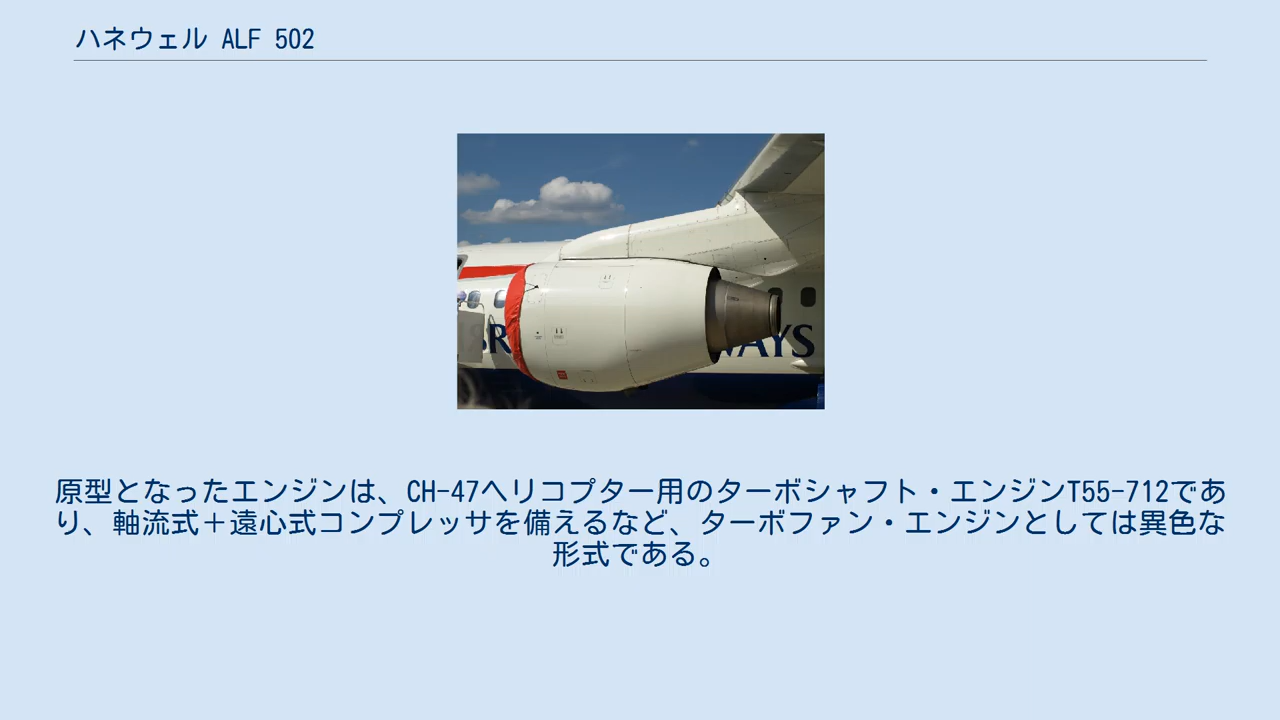 ハネウェル ALF 502
SR
WAYS
原型となったエンジンは、CH-47ヘリコプター用のターボシャフト・エンジンT55-712であ
り、軸流式＋遠心式コンプレッサを備えるなど、ターボファン・エンジンとしては異色な
形式である。